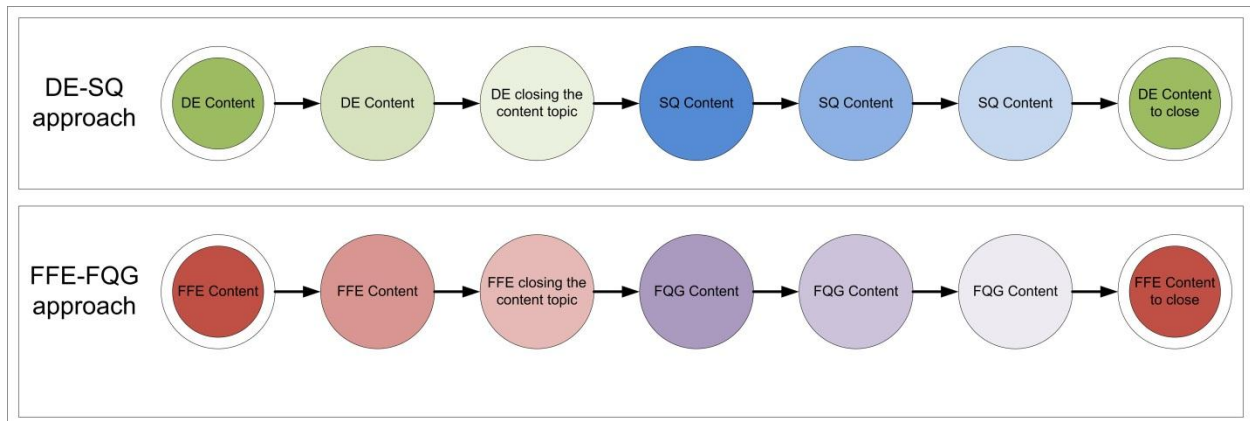 DE-SQ
approach
DE Content
DE Content
DE closing the
content topic
SQ Content
SQ Content
SQ Content
DE Content
to close
FFE-FQG
approach
FFE Content
FFE Content
FFE closing the
content topic
FQG Content
FQG Content
FQG Content
FFE Content
to close